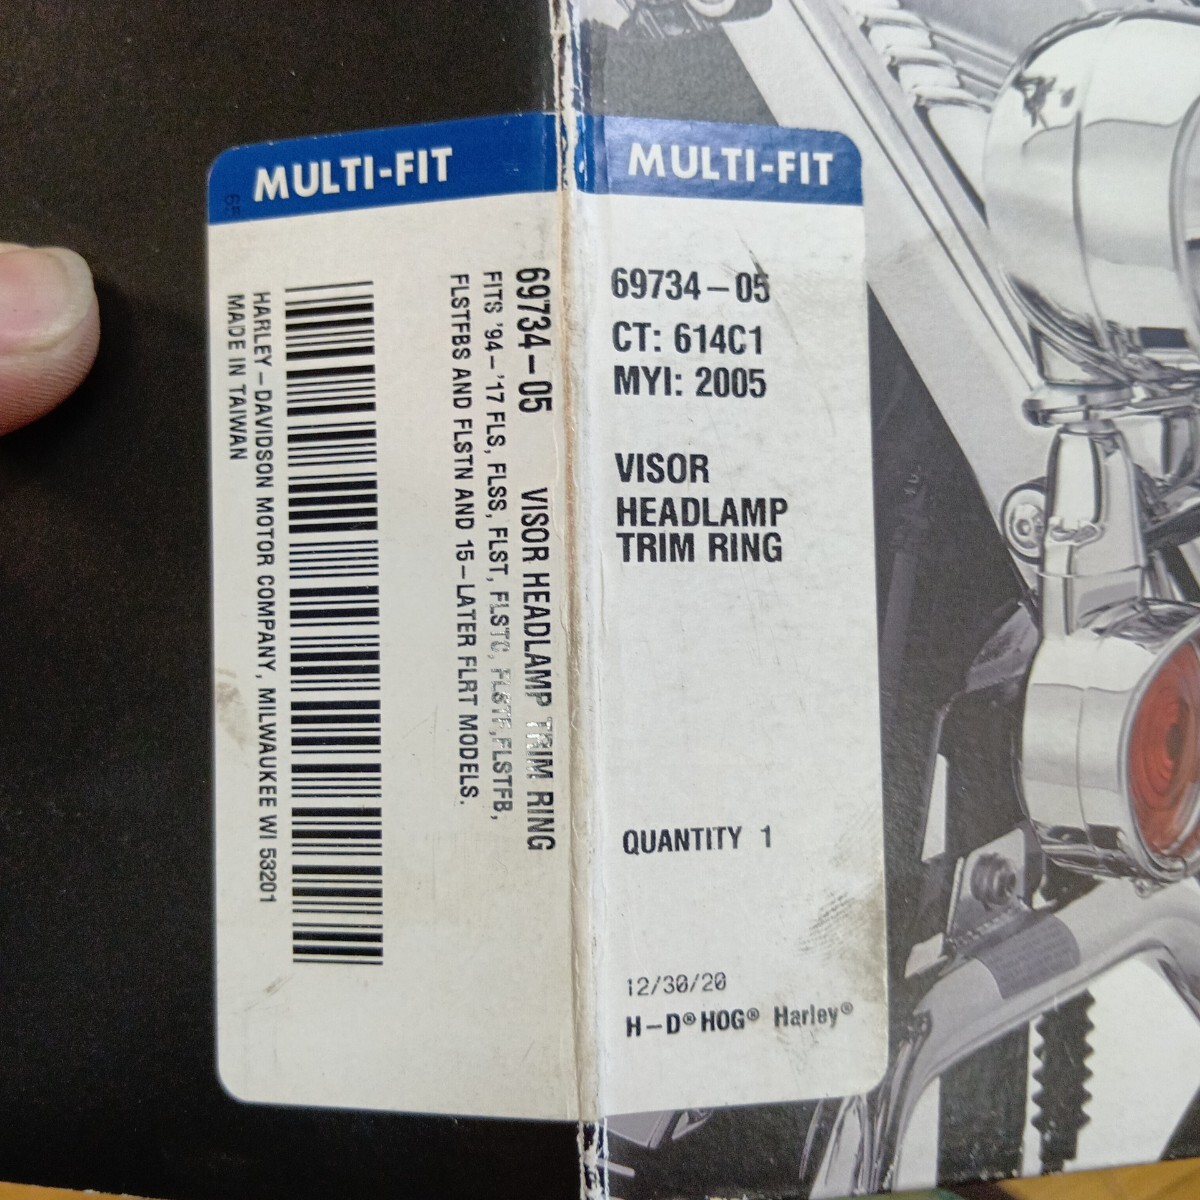 MULTI-FIT
69734-05 VISOR HEADLAMP TRIM RING
FITS '94-'17 FLS, FLSS, FLST, FLSTC, FLSTF,FLSTFB,
FLSTFBS AND FLSTN AND 15-LATER FLRT MODELS.
HARLEY-DAVIDSON MOTOR COMPANY, MILWAUKEE WI 53201
MADE IN TAIWAN
MULTI-FIT
69734-05
CT: 614C1
MYI: 2005
VISOR
HEADLAMP
TRIM RING
QUANTITY 1
12/30/20
H-D® HOG® Harley®